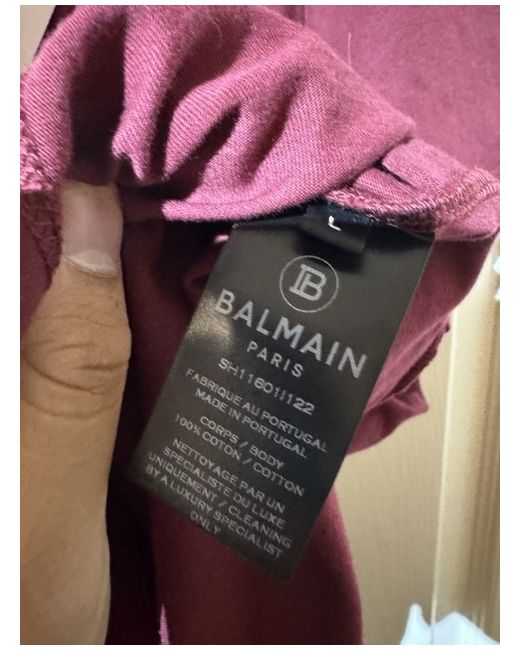 L
B
BALMAIN
PARIS
SH11601I122
FABRIQUE AU PORTUGAL
MADE IN PORTUGAL
CORPS / BODY
100% COTON / COTTON
NETTOYAGE PAR UN
SPECIALISTE DU LUXE
UNIQUEMENT / CLEANING
BY A LUXURY SPECIALIST
ONLY